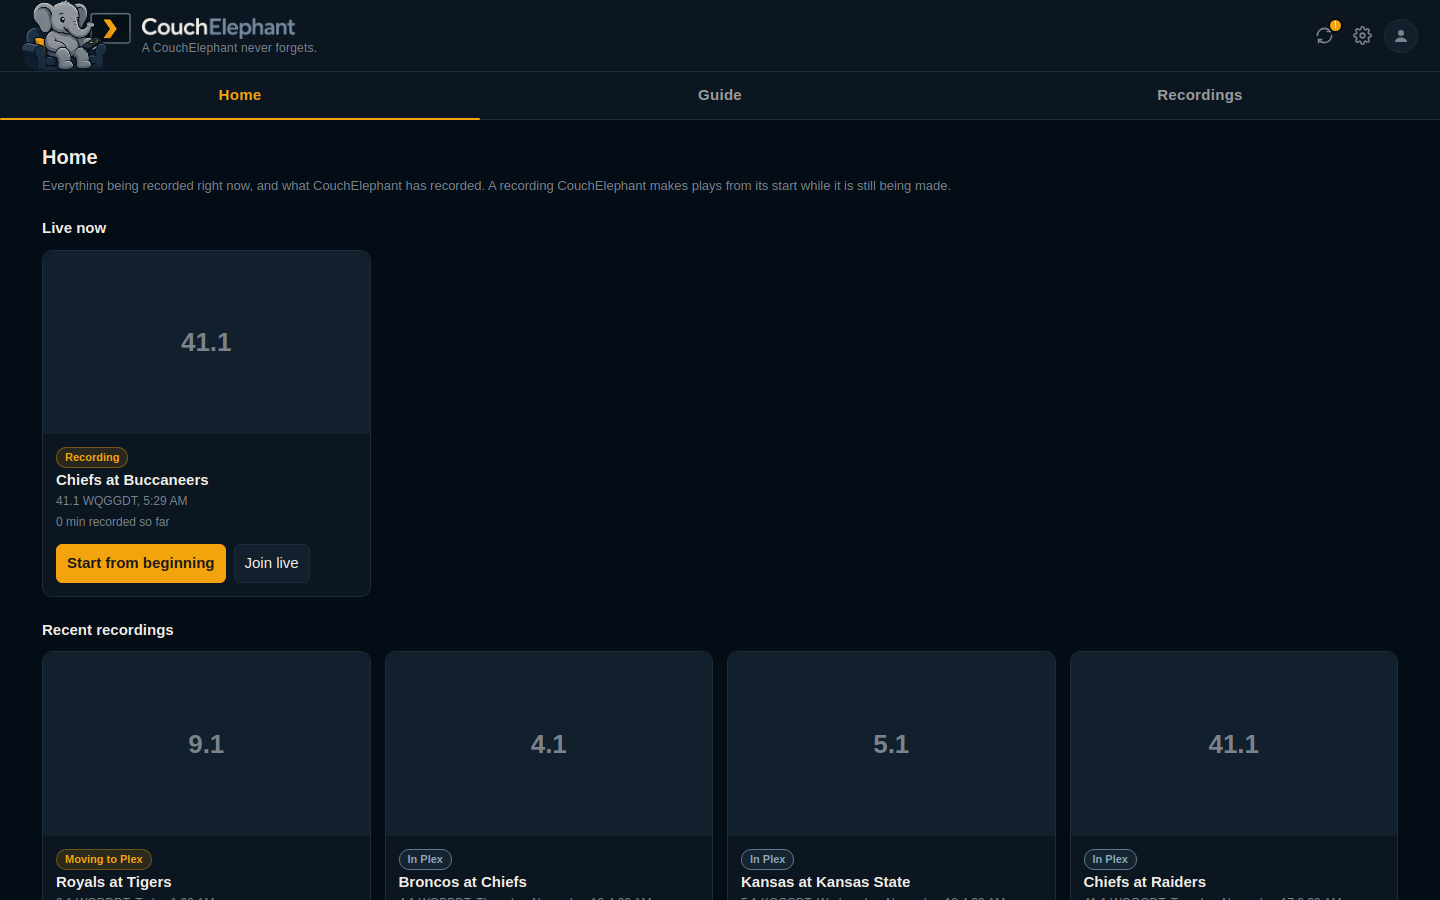 CouchElephant
A CouchElephant never forgets.
Home
Guide
Recordings
Home
Everything being recorded right now, and what CouchElephant has recorded. A recording CouchElephant makes plays from its start while it is still being made.
Live now
41.1
Recording
Chiefs at Buccaneers
41.1 WQGGDT, 5:29 AM
0 min recorded so far
Start from beginning
Join live
Recent recordings
9.1
4.1
5.1
41.1
Moving to Plex
In Plex
In Plex
In Plex
Royals at Tigers
Broncos at Chiefs
Kansas at Kansas State
Chiefs at Raiders